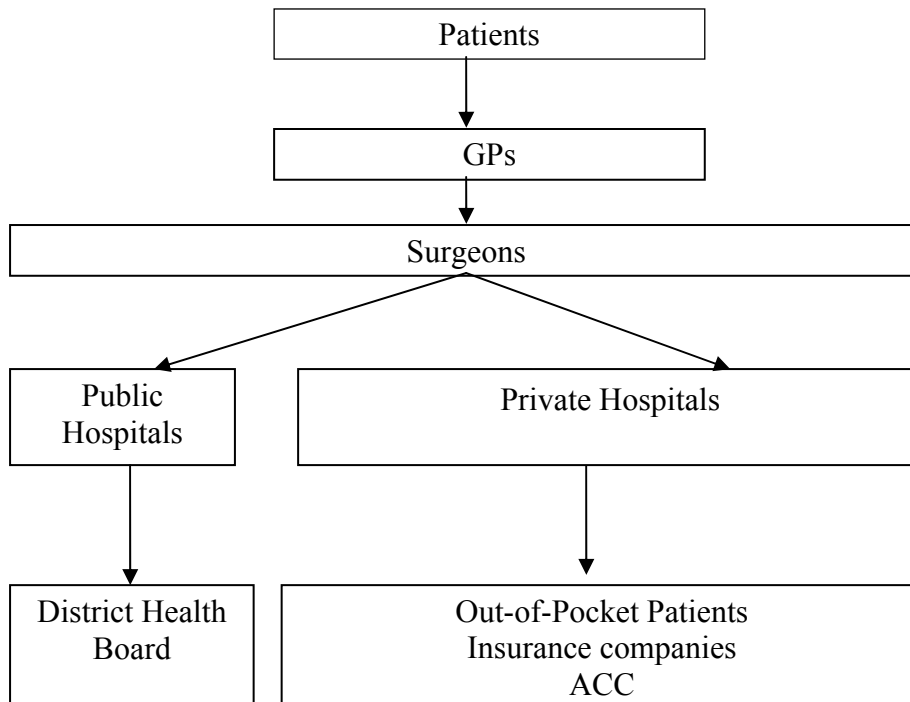 Patients
GPs
Surgeons
Public
Hospitals
Private Hospitals
District Health
Board
Out-of-Pocket Patients
Insurance companies
ACC